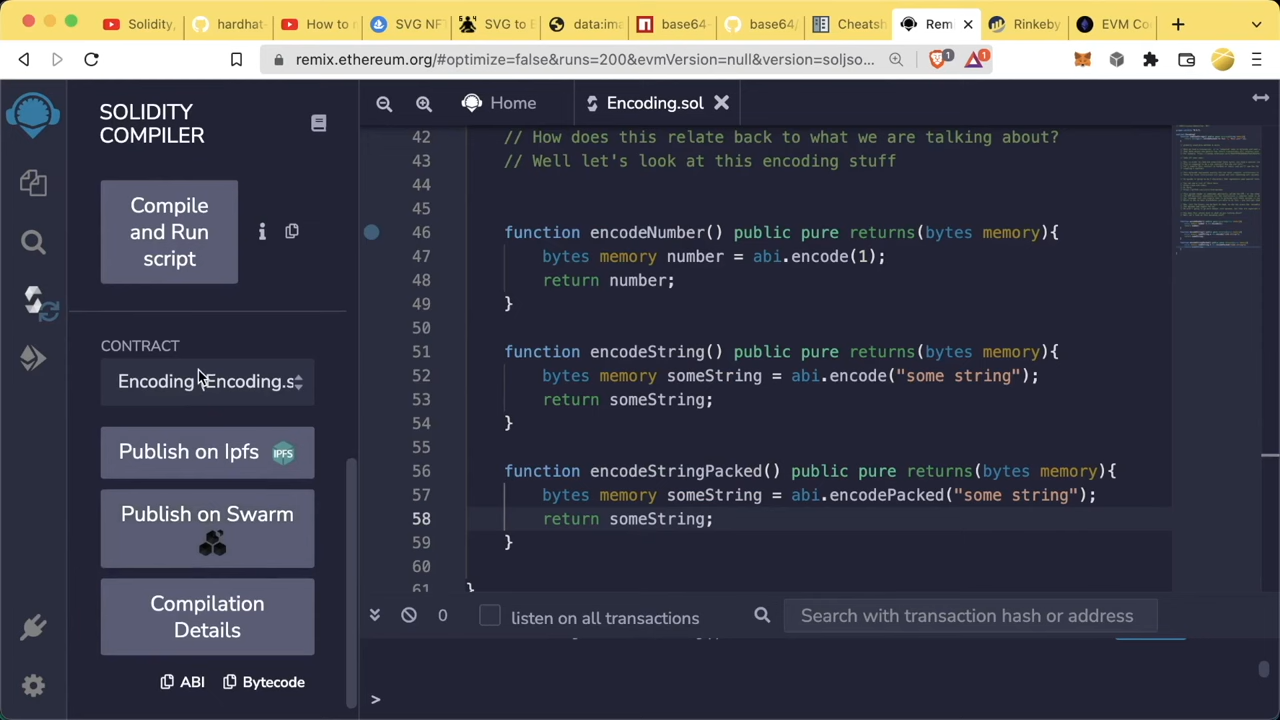 Solidity,
hardhat-
How to
SVG NF
SVG to E
data:ima
base64-
base64/
Cheatsh
Remi
Rinkeby
EVM Co
remix.ethereum.org/#optimize=false&runs=200&evmVersion=null&version=soljso...
1
1
SOLIDITY
COMPILER
Home
Encoding.sol
Compile
and Run
script
CONTRACT
Encoding
Encoding.s
Publish on Ipfs
IPFS
Publish on Swarm
Compilation
Details
ABI
Bytecode
42 // How does this relate back to what we are talking about?
43 // Well let's look at this encoding stuff
44
45
46 function encodeNumber() public pure returns(bytes memory){
47 bytes memory number = abi.encode(1);
48 return number;
49 }
50
51 function encodeString() public pure returns(bytes memory){
52 bytes memory someString = abi.encode("some string");
53 return someString;
54 }
55
56 function encodeStringPacked() public pure returns(bytes memory){
57 bytes memory someString = abi.encodePacked("some string");
58 return someString;
59 }
60
61 }
0
listen on all transactions
Search with transaction hash or address
>